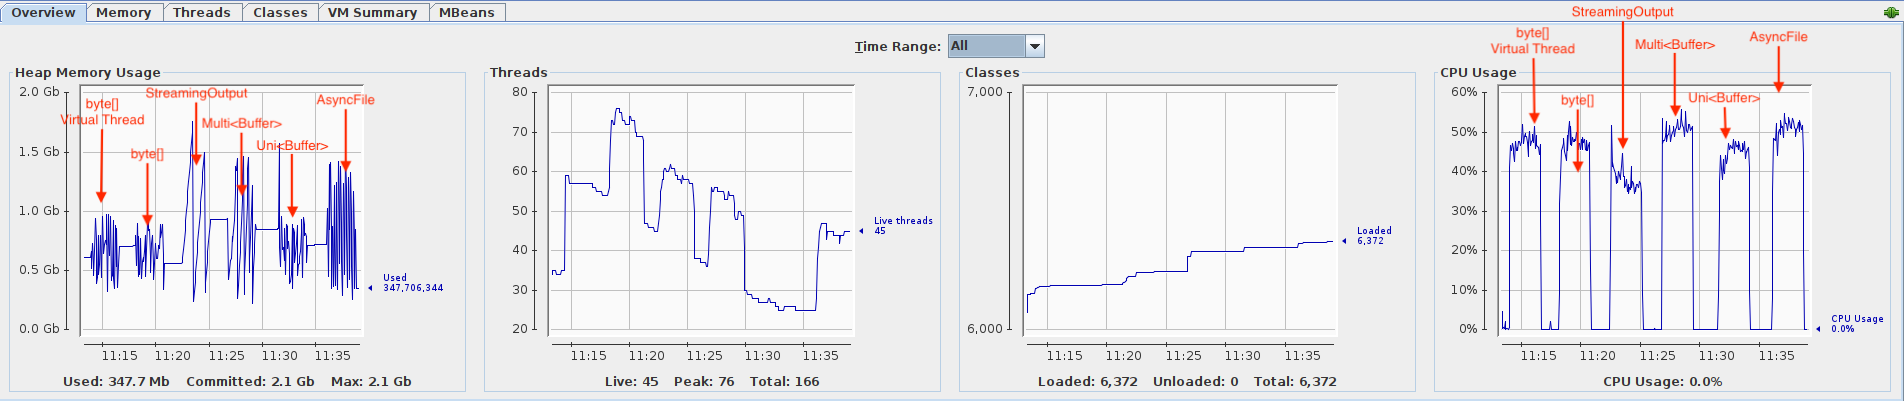 Overview Memory Threads Classes VM Summary MBeans
Time Range: All
Heap Memory Usage
2.0 Gb
1.5 Gb
1.0 Gb
0.5 Gb
0.0 Gb
byte[]
Virtual Thread
byte[]
StreamingOutput
Multi<Buffer>
Uni<Buffer>
AsyncFile
Used
347,706,344
11:15 11:20 11:25 11:30 11:35
Used: 347.7 Mb Committed: 2.1 Gb Max: 2.1 Gb
Threads
80
70
60
50
40
30
20
Live threads
45
11:15 11:20 11:25 11:30 11:35
Live: 45 Peak: 76 Total: 166
Classes
7,000
6,000
Loaded
6,372
11:15 11:20 11:25 11:30 11:35
Loaded: 6,372 Unloaded: 0 Total: 6,372
CPU Usage
60%
50%
40%
30%
20%
10%
0%
byte[]
Virtual Thread
byte[]
StreamingOutput
Multi<Buffer>
Uni<Buffer>
AsyncFile
CPU Usage
0.0%
11:15 11:20 11:25 11:30 11:35
CPU Usage: 0.0%